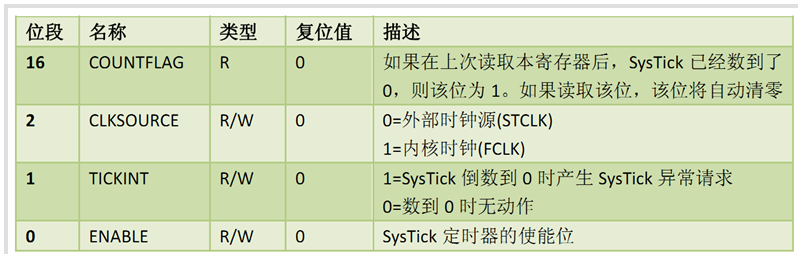 位段 名称 类型 复位值 描述
16 COUNTFLAG R 0 如果在上次读取本寄存器后，SysTick 已经数到了
0，则该位为 1。如果读取该位，该位将自动清零
2 CLKSOURCE R/W 0 0=外部时钟源(STCLK)
1=内核时钟(FCLK)
1 TICKINT R/W 0 1=SysTick 倒数到 0 时产生 SysTick 异常请求
0=数到 0 时无动作
0 ENABLE R/W 0 SysTick 定时器的使能位